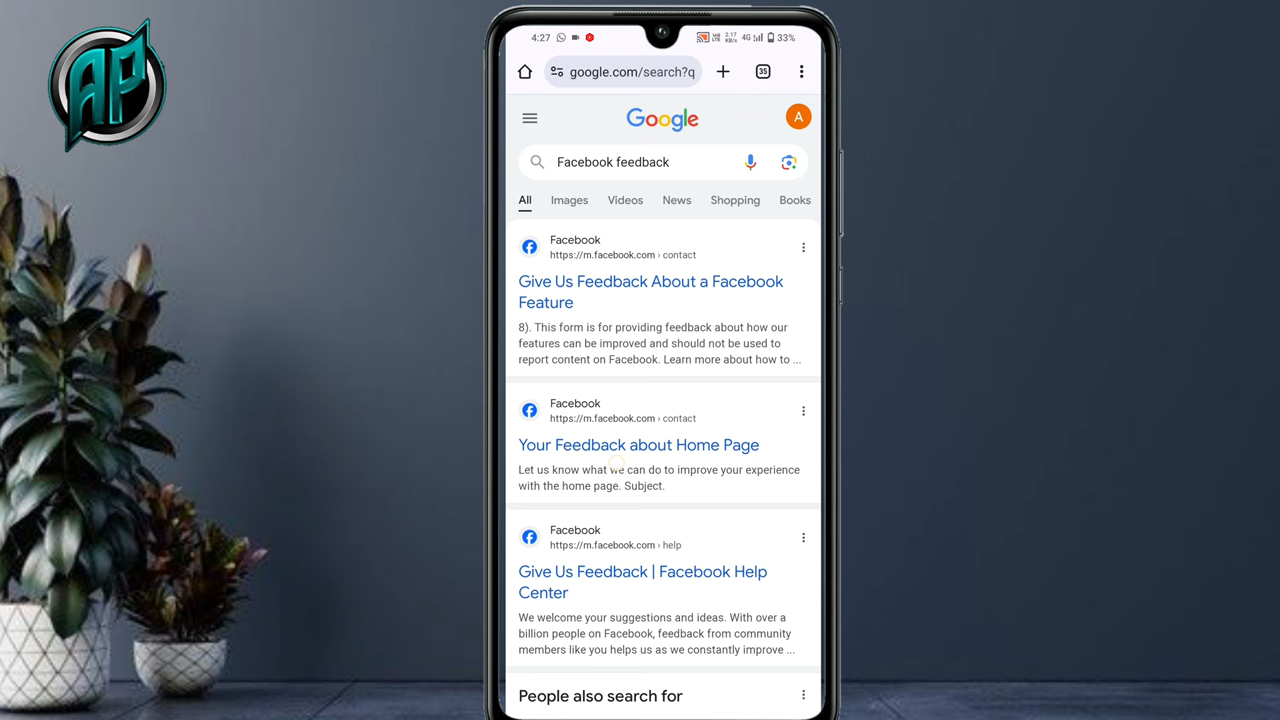 AP
4:27
VoWiFi LTE 2.17 KB/s 4G 33%
google.com/search?q
35
Google
A
Facebook feedback
All Images Videos News Shopping Books
Facebook
https://m.facebook.com › contact
Give Us Feedback About a Facebook
Feature
8). This form is for providing feedback about how our
features can be improved and should not be used to
report content on Facebook. Learn more about how to ...
Facebook
https://m.facebook.com › contact
Your Feedback about Home Page
Let us know what we can do to improve your experience
with the home page. Subject.
Facebook
https://m.facebook.com › help
Give Us Feedback | Facebook Help
Center
We welcome your suggestions and ideas. With over a
billion people on Facebook, feedback from community
members like you helps us as we constantly improve ...
People also search for